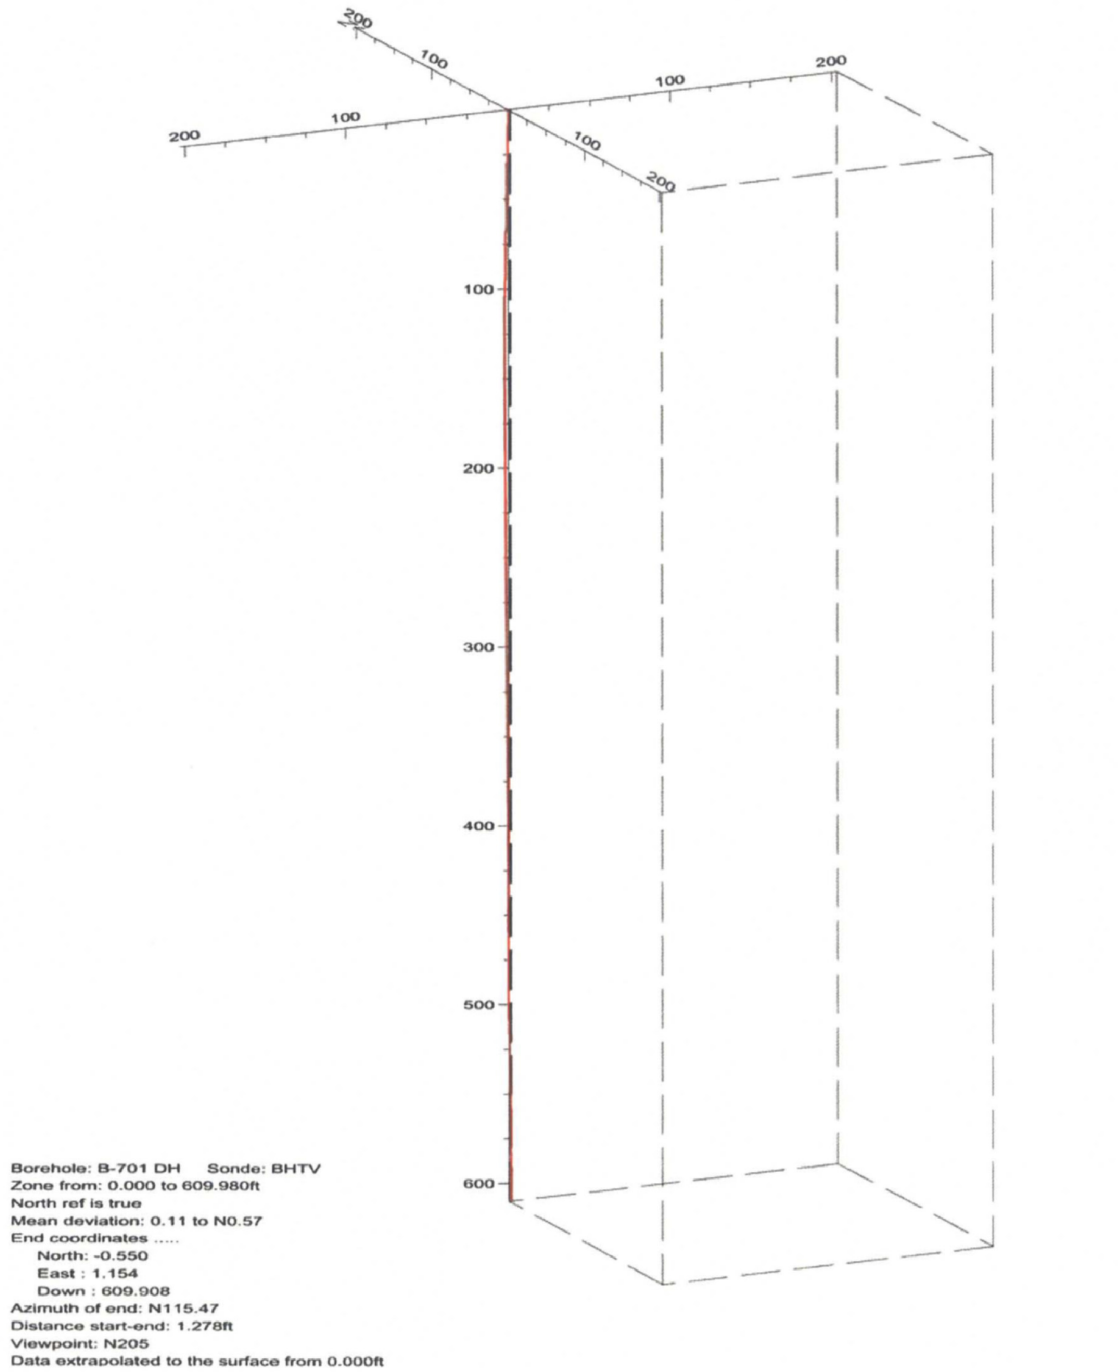 200
100
200
100
100
200
100
200
100
200
300
400
500
600
Borehole: B-701 DH Sonde: BHTV
Zone from: 0.000 to 609.980ft
North ref is true
Mean deviation: 0.11 to N0.57
End coordinates .....
North: -0.550
East : 1.154
Down : 609.908
Azimuth of end: N115.47
Distance start-end: 1.278ft
Viewpoint: N205
Data extrapolated to the surface from 0.000ft